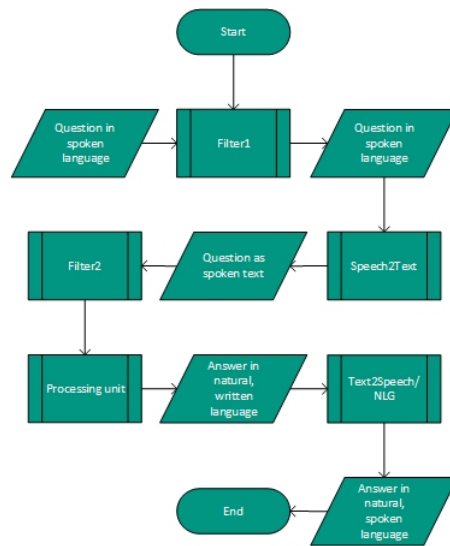 Start
Question in
spoken
language
Filter1
Question in
spoken
language
Filter2
Question as
spoken text
Speech2Text
Processing unit
Answer in
natural,
written
language
Text2Speech/
NLG
End
Answer in
natural,
spoken
language